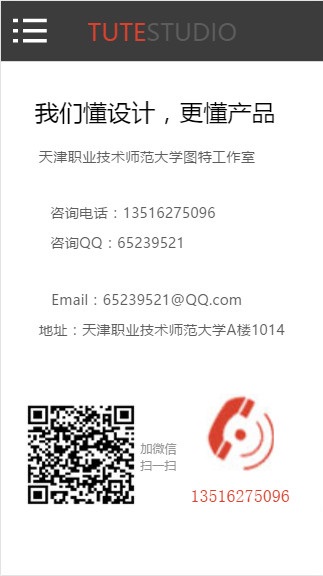 TUTESTUDIO
我们懂设计，更懂产品
天津职业技术师范大学图特工作室
咨询电话：13516275096
咨询QQ：65239521
Email：65239521@QQ.com
地址：天津职业技术师范大学A楼1014
加微信
扫一扫
13516275096